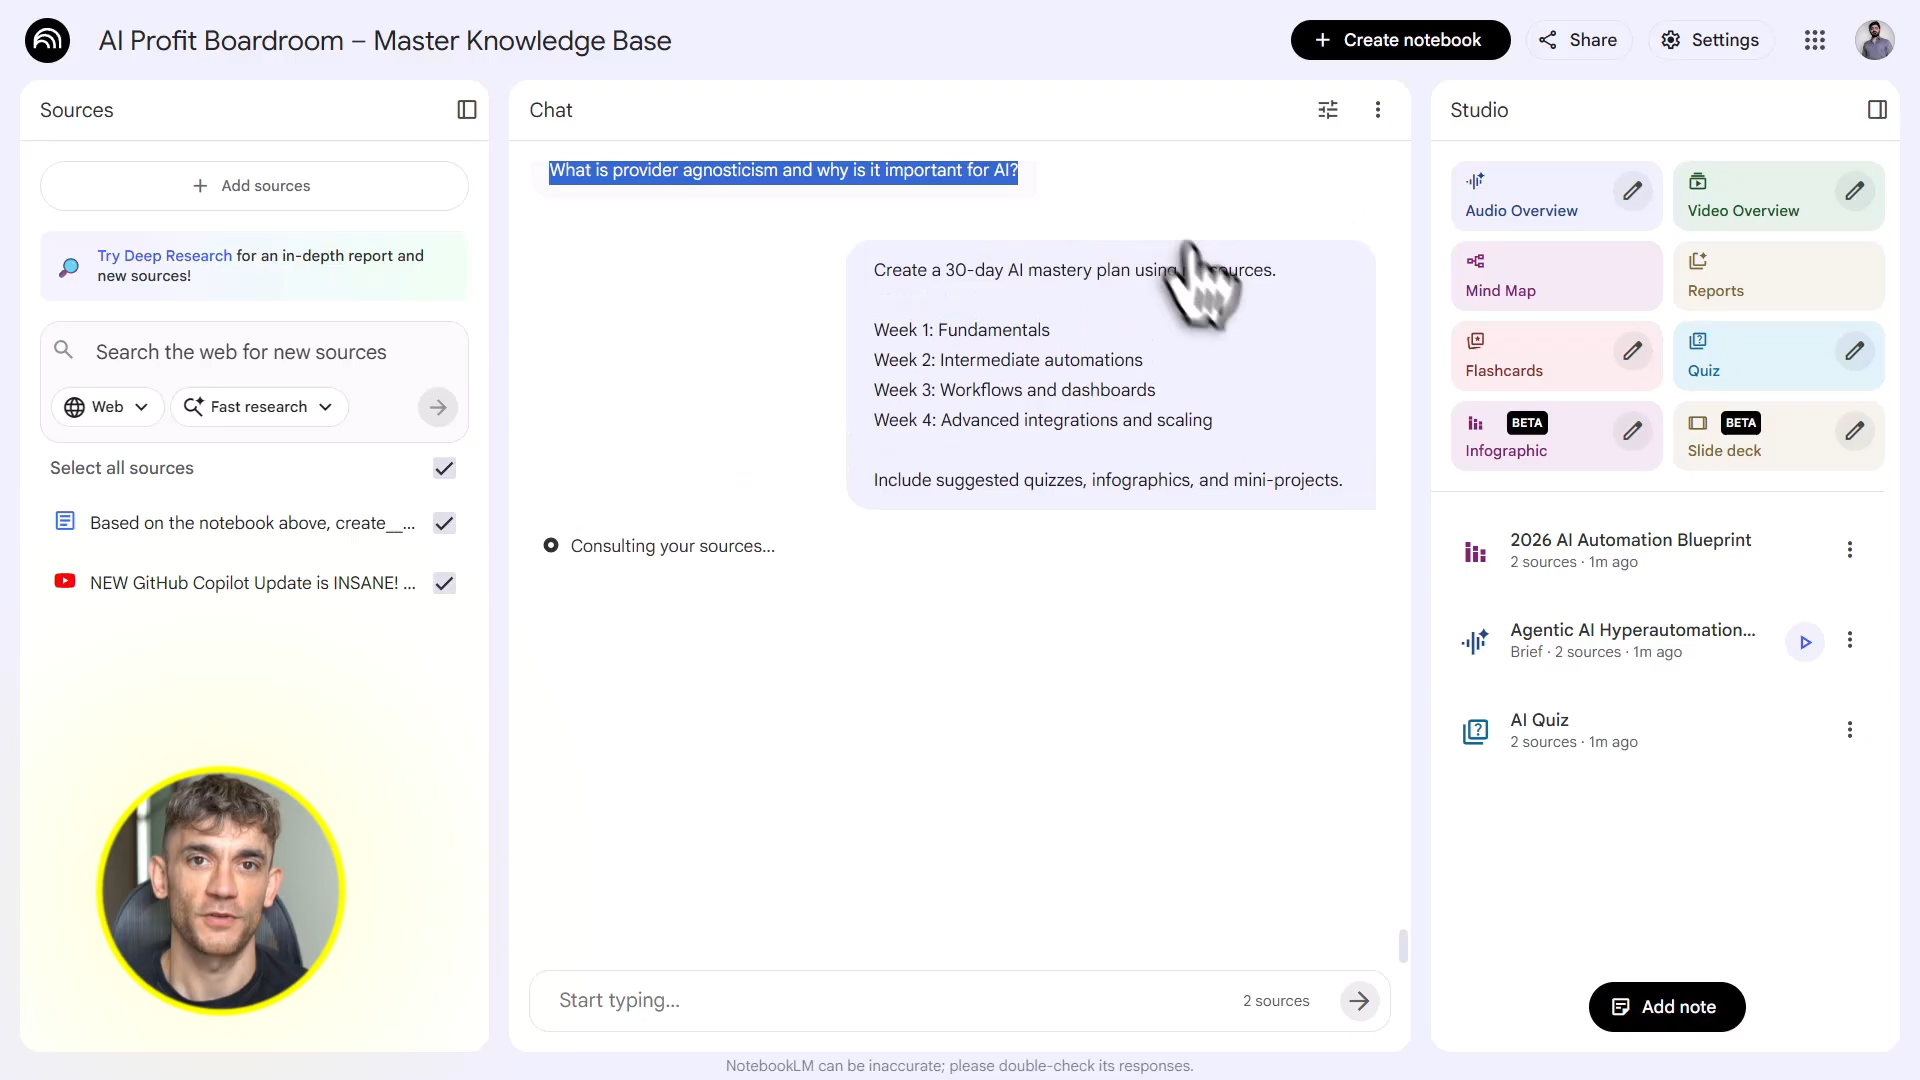 AI Profit Boardroom – Master Knowledge Base
Create notebook
Share
Settings
Sources
Add sources
Try Deep Research for an in-depth report and
new sources!
Search the web for new sources
Web
Fast research
Select all sources
Based on the notebook above, create__...
NEW GitHub Copilot Update is INSANE! ...
Chat
What is provider agnosticism and why is it important for AI?
Create a 30-day AI mastery plan using sources.
Week 1: Fundamentals
Week 2: Intermediate automations
Week 3: Workflows and dashboards
Week 4: Advanced integrations and scaling
Include suggested quizzes, infographics, and mini-projects.
Consulting your sources...
Start typing...
2 sources
NotebookLM can be inaccurate; please double-check its responses.
Studio
Audio Overview
Video Overview
Mind Map
Reports
Flashcards
Quiz
BETA
Infographic
BETA
Slide deck
2026 AI Automation Blueprint
2 sources · 1m ago
Agentic AI Hyperautomation...
Brief · 2 sources · 1m ago
AI Quiz
2 sources · 1m ago
Add note